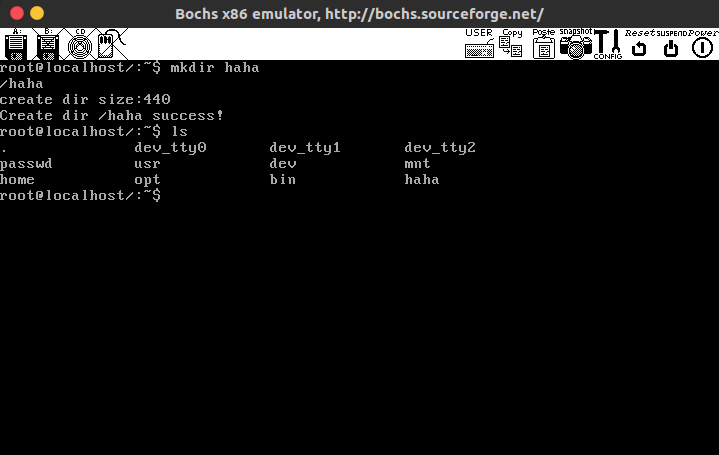 Bochs x86 emulator, http://bochs.sourceforge.net/
A: B: CD USER Copy Paste snapshot CONFIG Reset SUSPEND Power
root@localhost/:~$ mkdir haha
/haha
create dir size:440
Create dir /haha success!
root@localhost/:~$ ls
. dev_tty0 dev_tty1 dev_tty2
passwd usr dev mnt
home opt bin haha
root@localhost/:~$